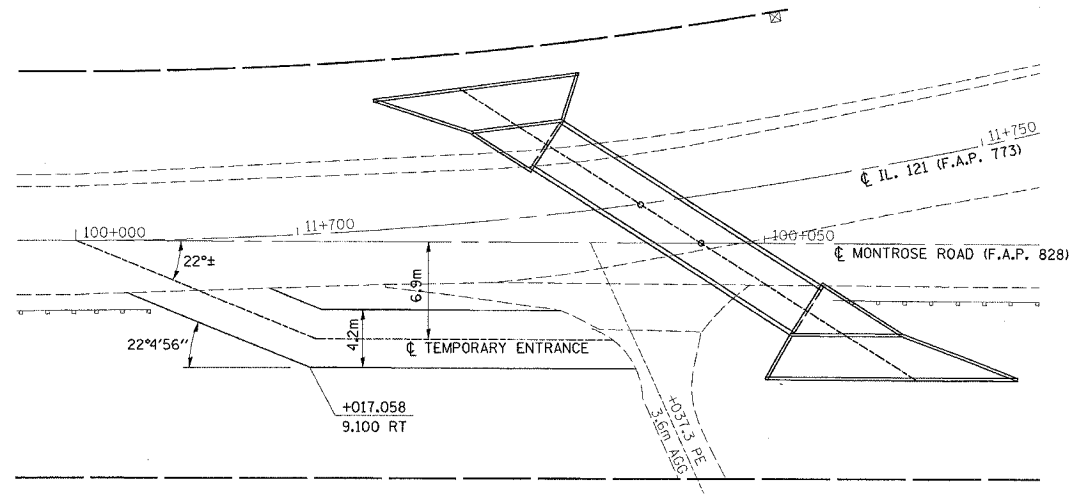 11+750
℄ IL. 121 (F.A.P. 773)
100+000
11+700
100+050
℄ MONTROSE ROAD (F.A.P. 828)
22°±
6.9m
4.2m
22°4'56"
℄ TEMPORARY ENTRANCE
+017.058
9.100 RT
+037.3 PE
3.6m AGG